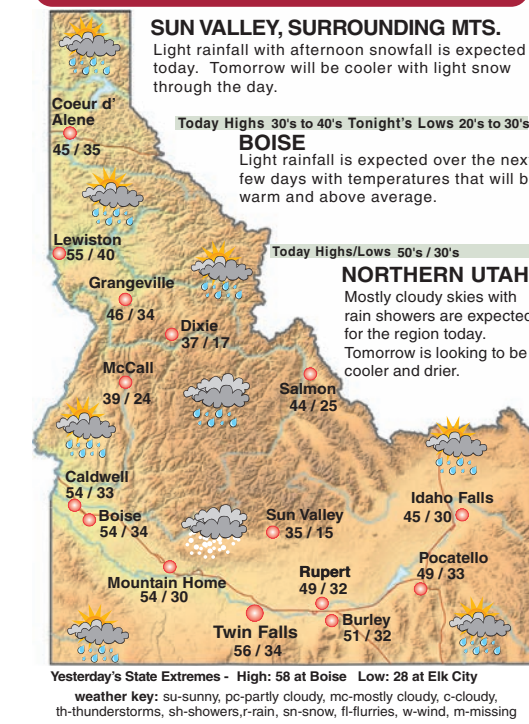 SUN VALLEY, SURROUNDING MTS.
Light rainfall with afternoon snowfall is expected
today. Tomorrow will be cooler with light snow
through the day.
Today Highs 30's to 40's Tonight's Lows 20's to 30's
BOISE
Light rainfall is expected over the next
few days with temperatures that will b
warm and above average.
Today Highs/Lows 50's / 30's
NORTHERN UTAH
Mostly cloudy skies with
rain showers are expected
for the region today.
Tomorrow is looking to be
cooler and drier.
Coeur d'
Alene
45 / 35
Lewiston
55 / 40
Grangeville
46 / 34
Dixie
37 / 17
McCall
39 / 24
Salmon
44 / 25
Caldwell
54 / 33
Boise
54 / 34
Sun Valley
35 / 15
Idaho Falls
45 / 30
Mountain Home
54 / 30
Rupert
49 / 32
Pocatello
49 / 33
Twin Falls
56 / 34
Burley
51 / 32
Yesterday's State Extremes - High: 58 at Boise Low: 28 at Elk City
weather key: su-sunny, pc-partly cloudy, mc-mostly cloudy, c-cloudy,
th-thunderstorms, sh-showers,r-rain, sn-snow, fl-flurries, w-wind, m-missing